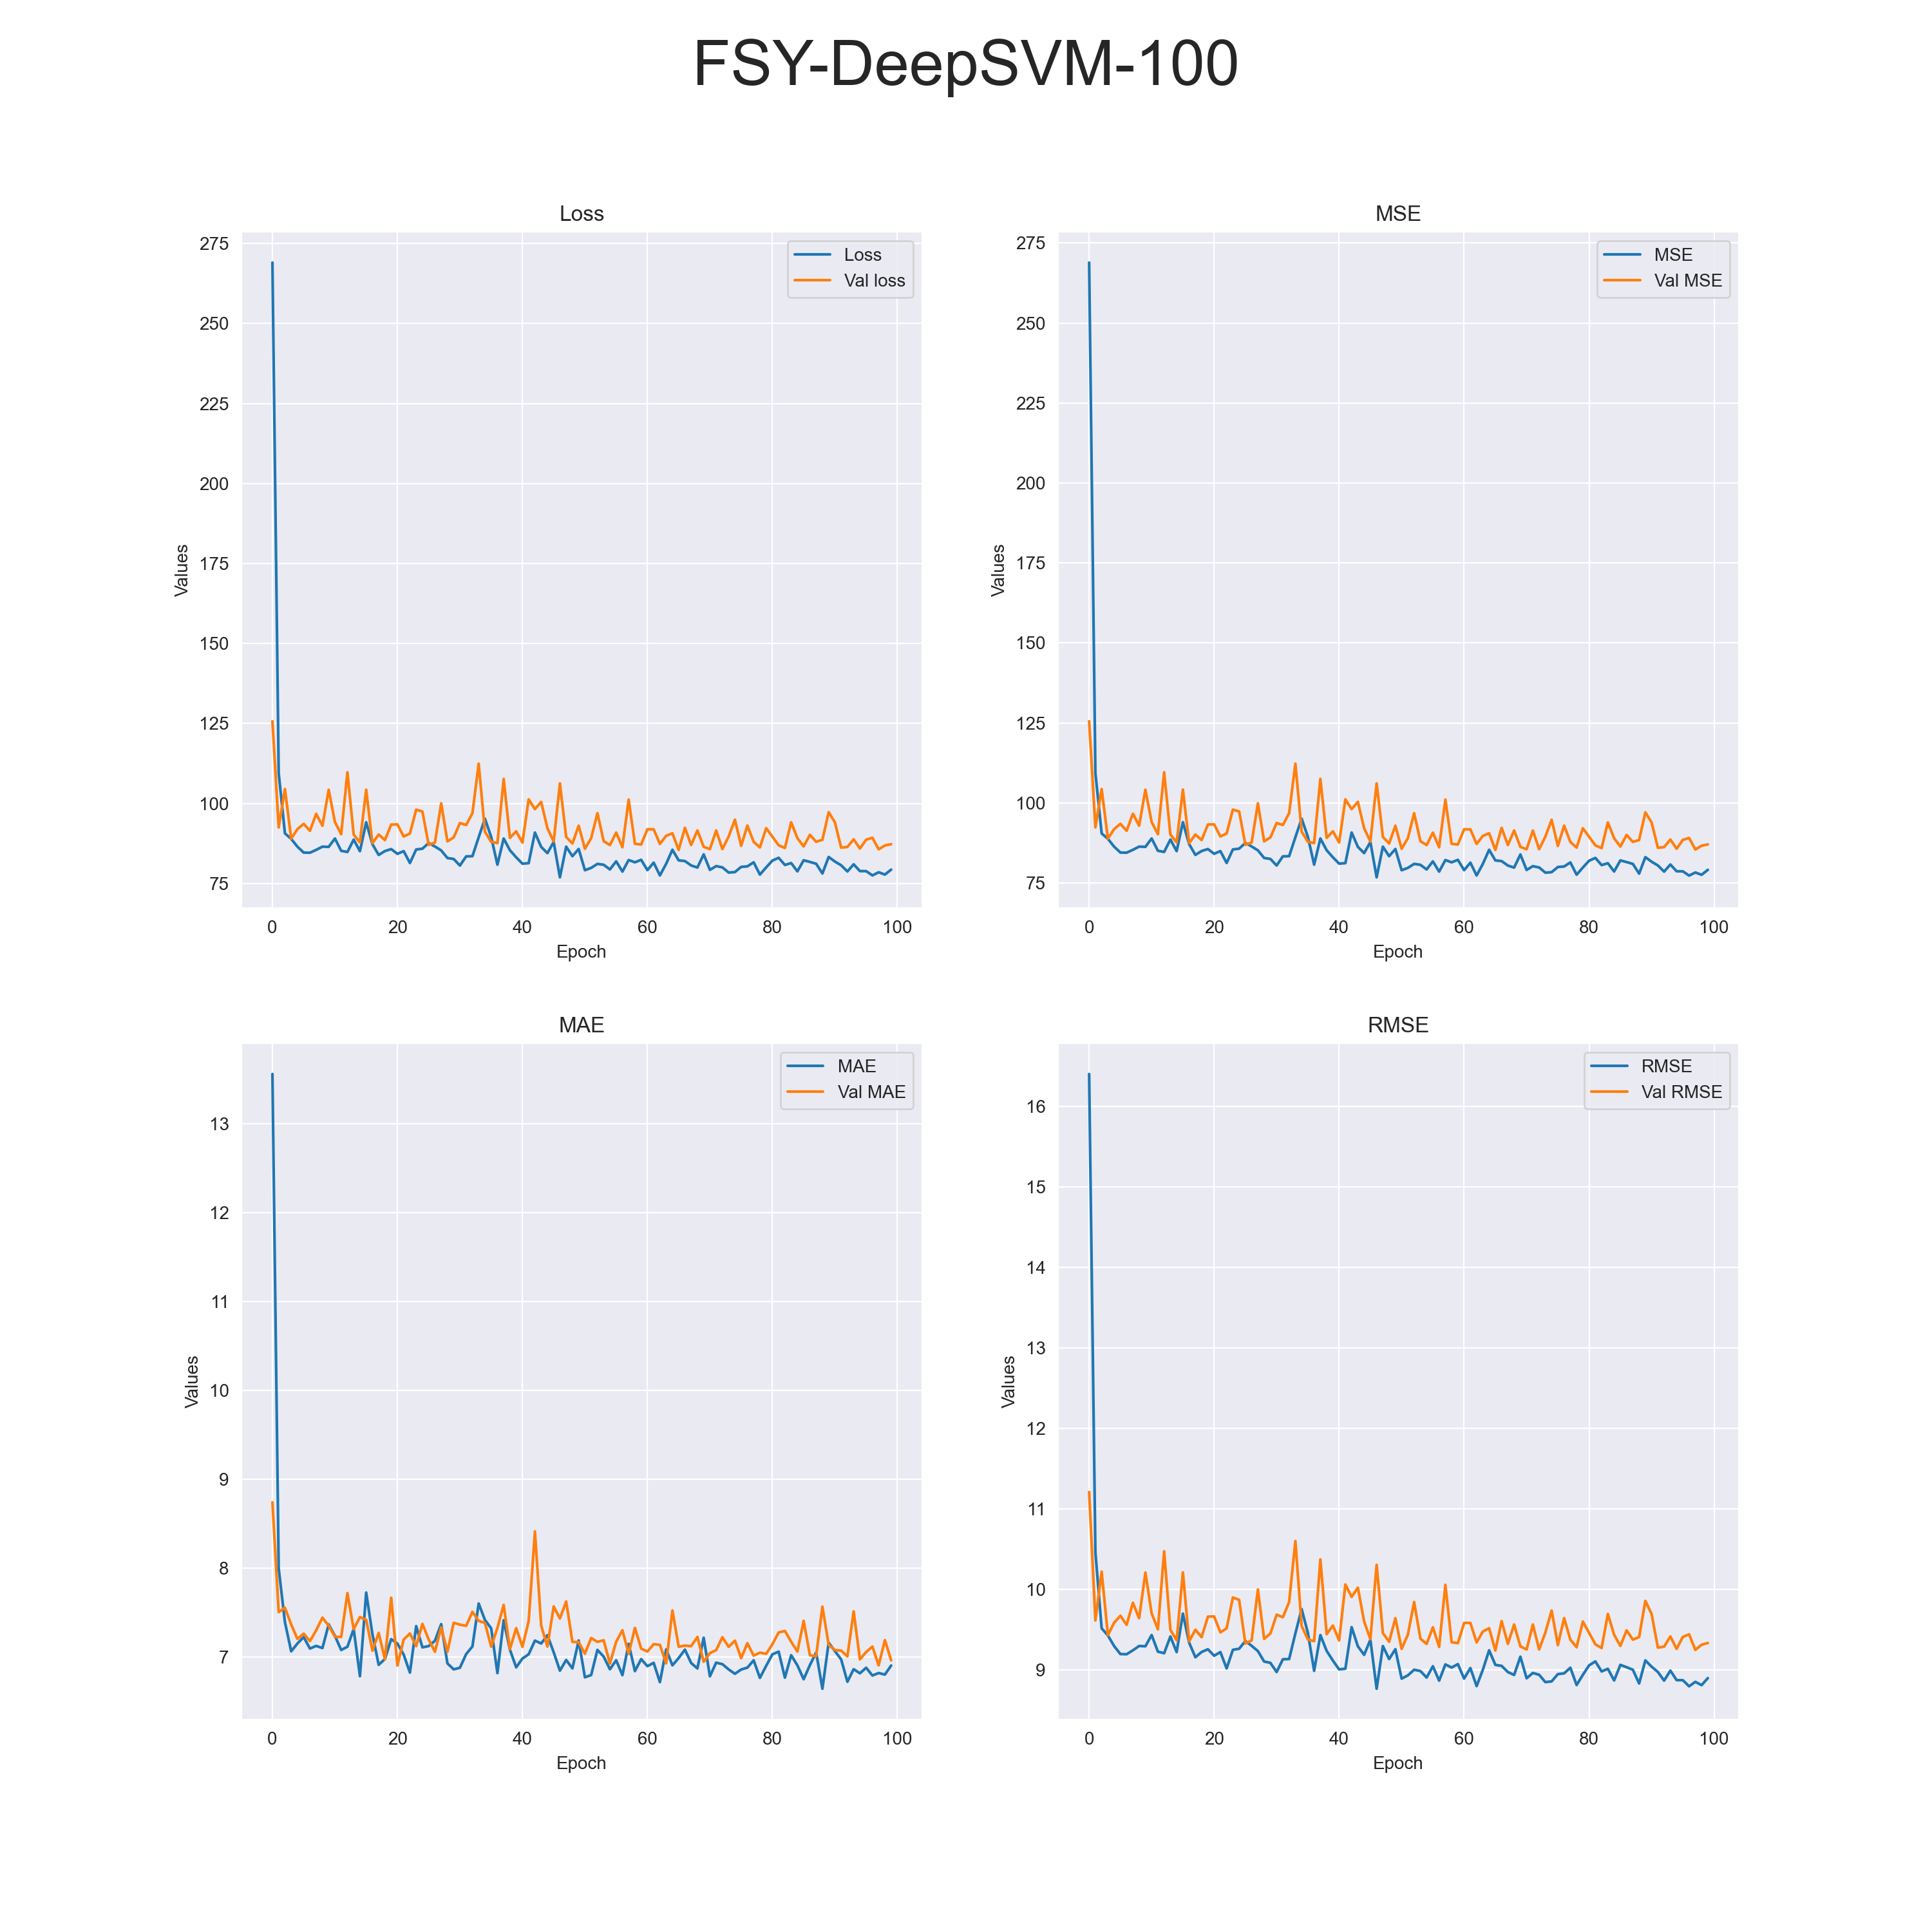 FSY-DeepSVM-100
Loss
275
250
225
200
175
150
125
100
75
Values
0 20 40 60 80 100
Epoch
Loss
Val loss
MSE
275
250
225
200
175
150
125
100
75
Values
0 20 40 60 80 100
Epoch
MSE
Val MSE
MAE
13
12
11
10
9
8
7
Values
0 20 40 60 80 100
Epoch
MAE
Val MAE
RMSE
16
15
14
13
12
11
10
9
Values
0 20 40 60 80 100
Epoch
RMSE
Val RMSE